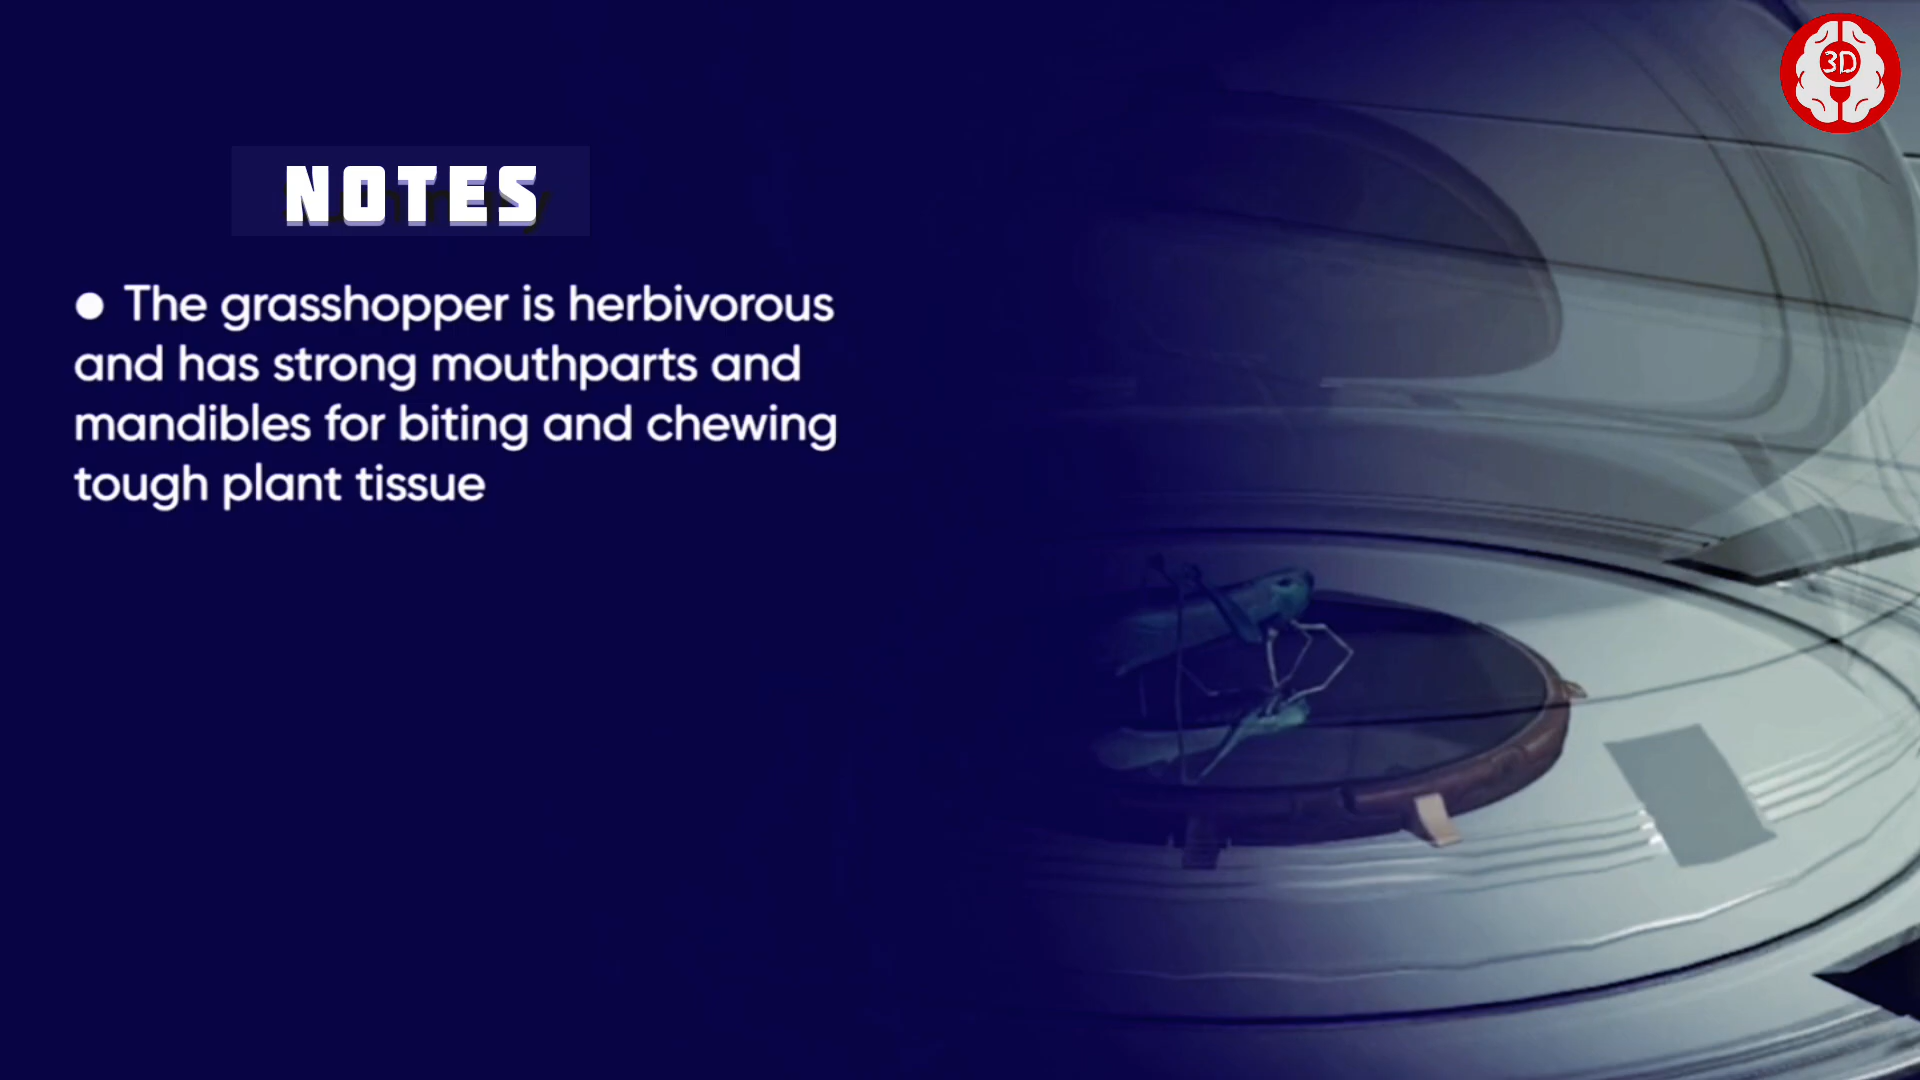 3D
NOTES
● The grasshopper is herbivorous
and has strong mouthparts and
mandibles for biting and chewing
tough plant tissue